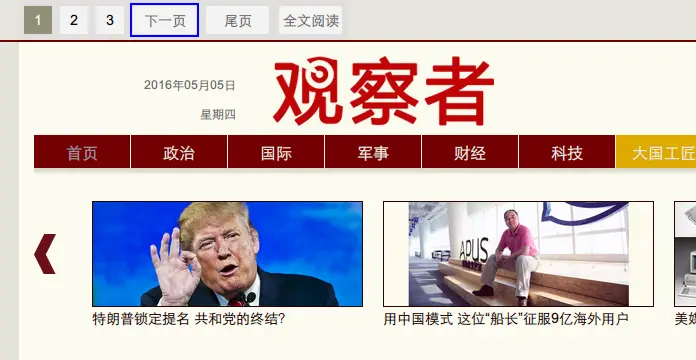 1 2 3 下一页 尾页 全文阅读
2016年05月05日
星期四
观察者
首页 政治 国际 军事 财经 科技 大国工匠
APUS
DATA
特朗普锁定提名 共和党的终结?
用中国模式 这位“船长”征服9亿海外用户
美媒